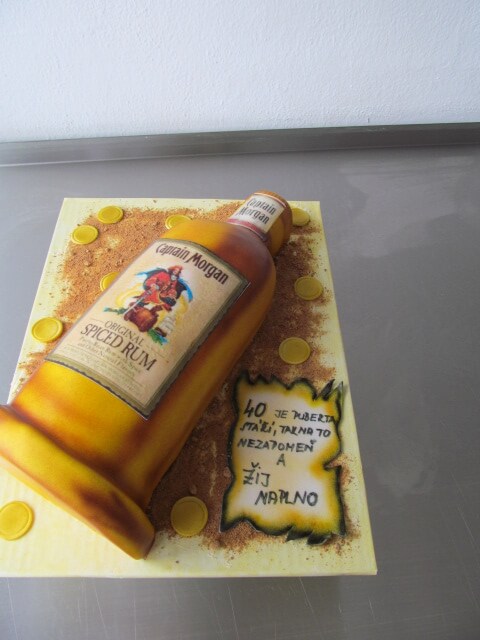 Captain
Morgan
Captain Morgan
ORIGINAL
SPICED RUM
40 JE PUBERTA
STÁŘÍ, TAK NA TO
NEZAPOMEŇ
A
ŽIJ
NAPLNO